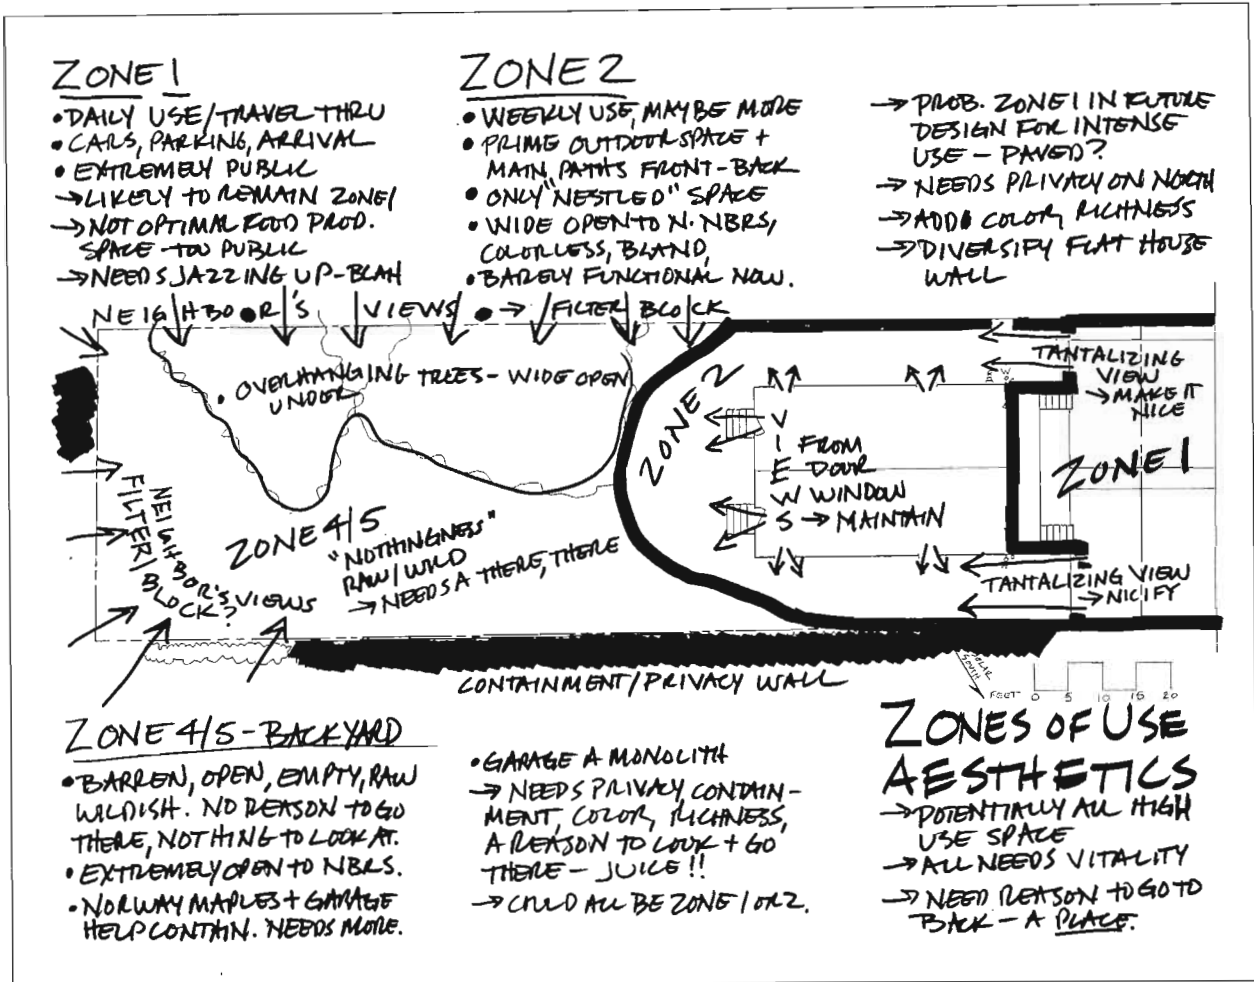 ZONE 1
• DAILY USE/TRAVEL THRU
• CARS, PARKING, ARRIVAL
• EXTREMELY PUBLIC
→ LIKELY TO REMAIN ZONE 1
→ NOT OPTIMAL FOOD PROD.
SPACE - TOO PUBLIC
→ NEEDS JAZZING UP - BLAH
ZONE 2
• WEEKLY USE, MAYBE MORE
• PRIME OUTDOOR SPACE +
MAIN PATHS FRONT-BACK
• ONLY "NESTLED" SPACE
• WIDE OPEN TO N. NBRS,
COLORLESS, BLAND,
• BARELY FUNCTIONAL NOW.
→ PROB. ZONE 1 IN FUTURE
DESIGN FOR INTENSE
USE - PAVED?
→ NEEDS PRIVACY ON NORTH
→ ADD COLOR, RICHNESS
→ DIVERSIFY FLAT HOUSE
WALL
NEIGHBOR'S VIEWS • → FILTER BLOCK
• OVERHANGING TREES - WIDE OPEN
UNDER
ZONE 2
VIEWS
FROM
DOOR
WINDOW
→ MAINTAIN
TANTALIZING
VIEW
→ MAKE IT
NICE
ZONE 1
TANTALIZING VIEW
→ NICIFY
ZONE 4/5
"NOTHINGNESS"
RAW/WILD
→ NEEDS A THERE, THERE
NEIGHBOR'S VIEWS
FILTER/BLOCK?
CONTAINMENT/PRIVACY WALL
SOLAR
SOUTH
FEET 0 5 10 15 20
ZONE 4/5 - BACKYARD
• BARREN, OPEN, EMPTY, RAW
WILDISH. NO REASON TO GO
THERE, NOTHING TO LOOK AT.
• EXTREMELY OPEN TO NBRS.
• NORWAY MAPLES + GARAGE
HELP CONTAIN. NEEDS MORE.
• GARAGE A MONOLITH
→ NEEDS PRIVACY CONTAIN-
MENT, COLOR, RICHNESS,
A REASON TO LOOK + GO
THERE - JUICE!!
→ COULD ALL BE ZONE 1 OR 2.
ZONES OF USE
AESTHETICS
→ POTENTIALLY ALL HIGH
USE SPACE
→ ALL NEEDS VITALITY
→ NEED REASON TO GO TO
BACK - A PLACE.